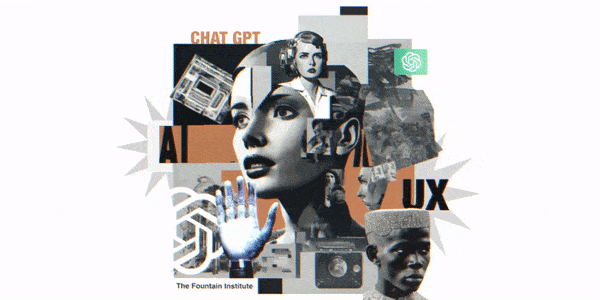 CHAT GPT
AI
UX
The Fountain Institute